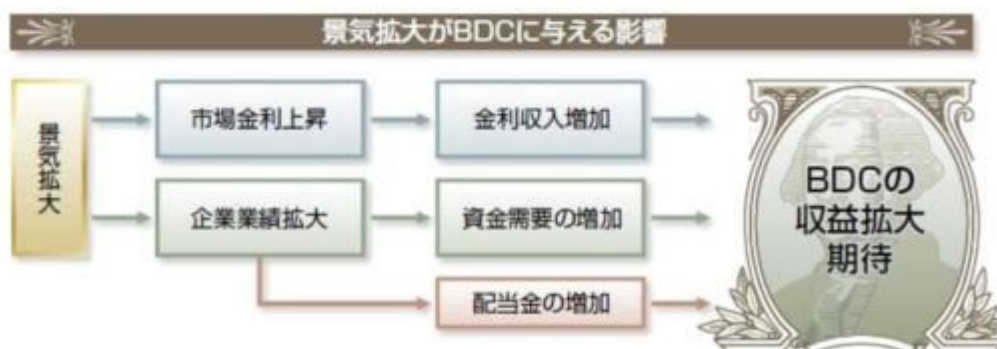 景気拡大がBDCに与える影響
景気拡大
市場金利上昇
金利収入増加
企業業績拡大
資金需要の増加
配当金の増加
BDCの
収益拡大
期待